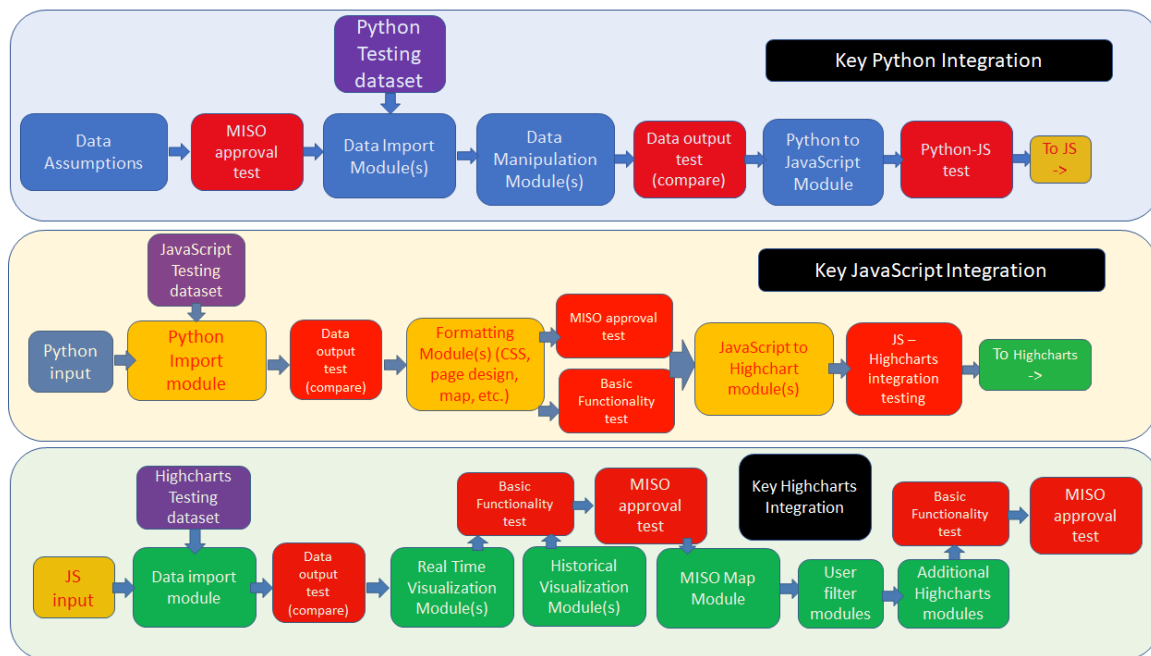 Python
Testing
dataset
Key Python Integration
Data
Assumptions
MISO
approval
test
Data Import
Module(s)
Data
Manipulation
Module(s)
Data output
test
(compare)
Python to
JavaScript
Module
Python-JS
test
To JS
->
JavaScript
Testing
dataset
Key JavaScript Integration
Python
input
Python
Import
module
Data
output
test
(compare)
Formatting
Module(s) (CSS,
page design,
map, etc.)
MISO approval
test
Basic
Functionality
test
JavaScript to
Highchart
module(s)
JS –
Highcharts
integration
testing
To Highcharts
->
Highcharts
Testing
dataset
Key Highcharts
Integration
JS
input
Data import
module
Data
output
test
(compare)
Real Time
Visualization
Module(s)
Basic
Functionality
test
Historical
Visualization
Module(s)
MISO
approval
test
MISO Map
Module
User
filter
modules
Additional
Highcharts
modules
Basic
Functionality
test
MISO
approval
test